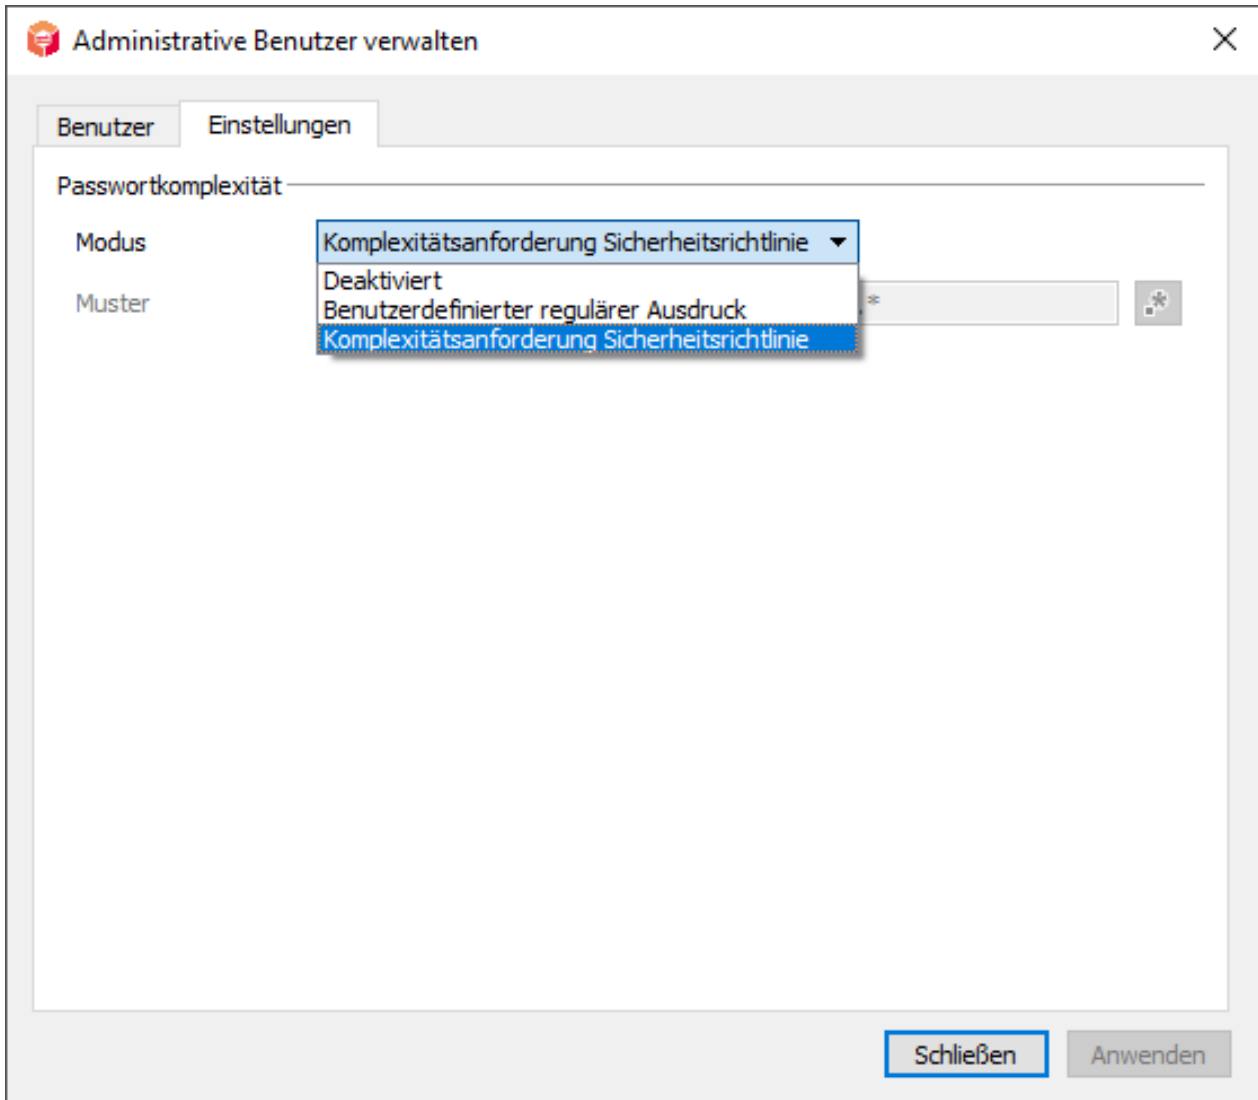 Administrative Benutzer verwalten
Benutzer Einstellungen
Passwortkomplexität
Modus Komplexitätsanforderung Sicherheitsrichtlinie
Deaktiviert
Muster
Benutzerdefinierter regulärer Ausdruck
Komplexitätsanforderung Sicherheitsrichtlinie
Schließen Anwenden